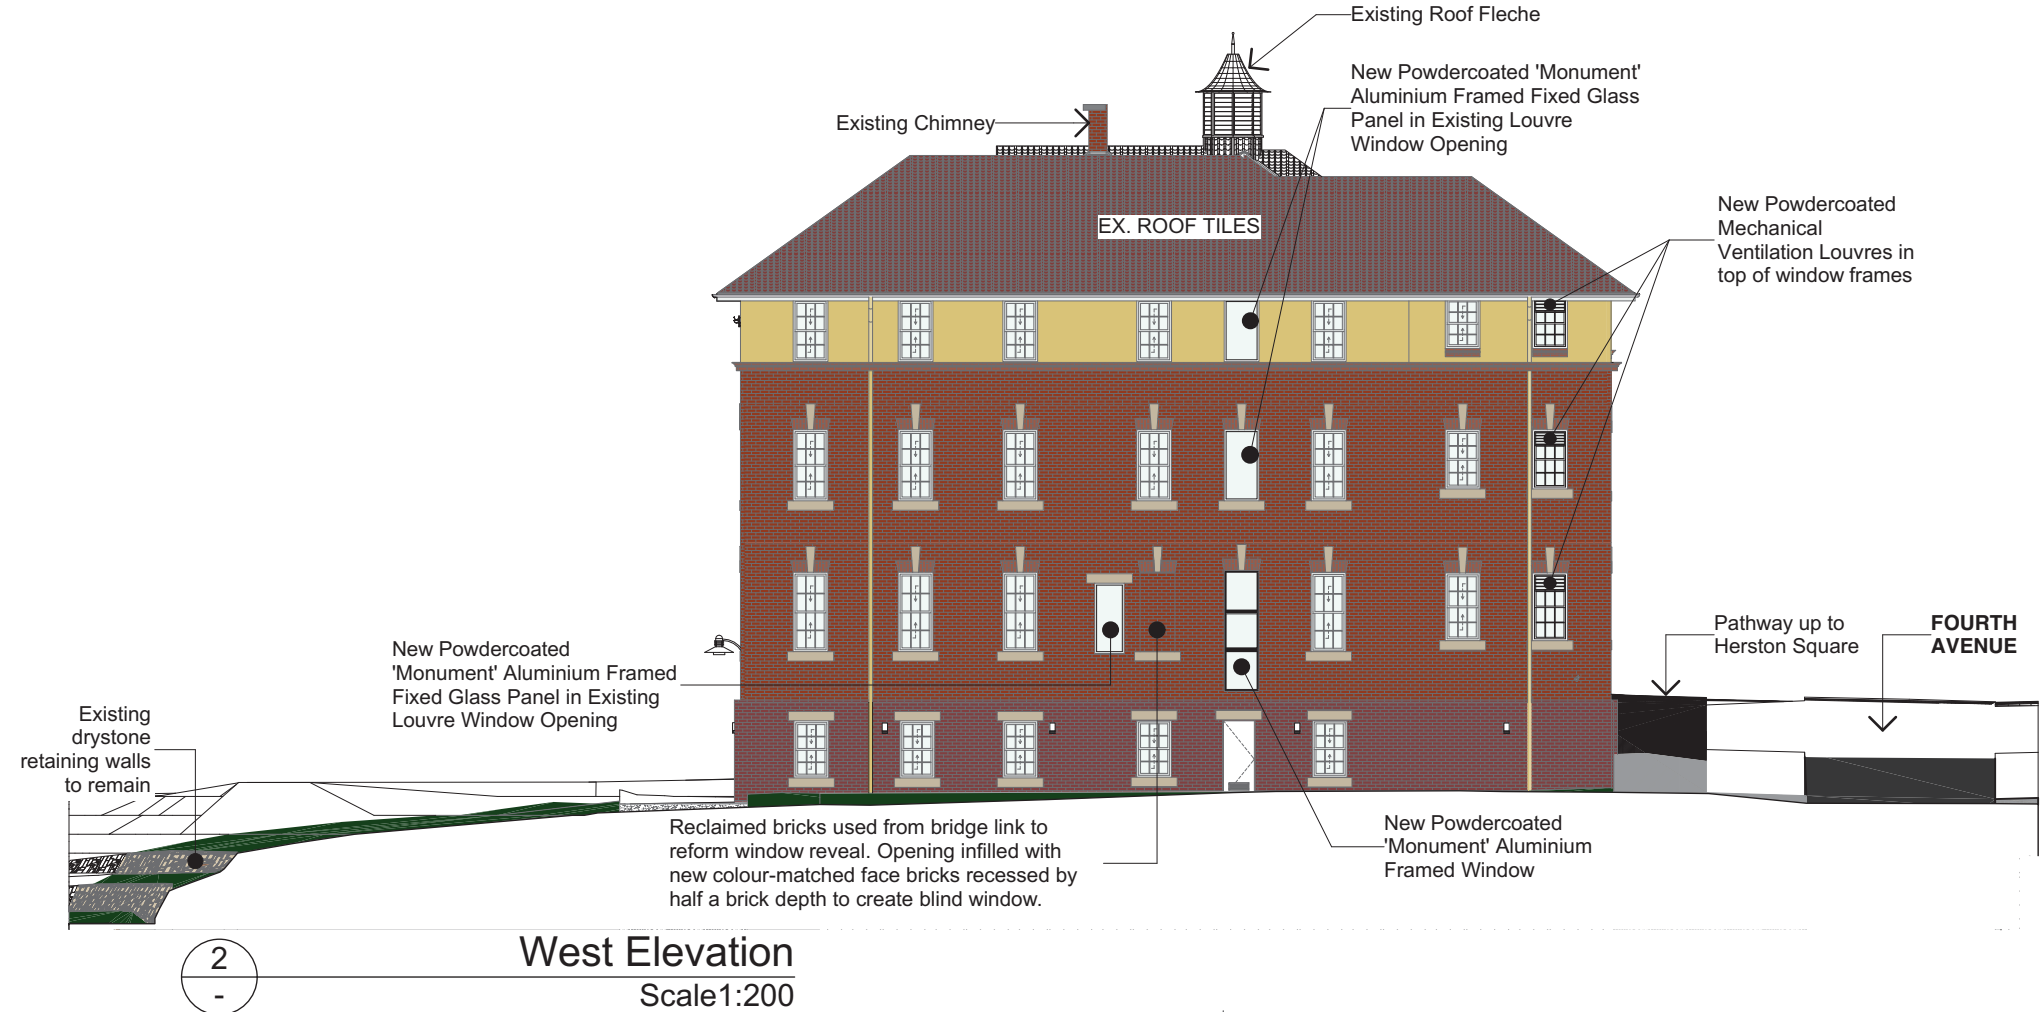 Existing Roof Fleche
New Powdercoated 'Monument'
Aluminium Framed Fixed Glass
Panel in Existing Louvre
Window Opening
Existing Chimney
EX. ROOF TILES
New Powdercoated
Mechanical
Ventilation Louvres in
top of window frames
Pathway up to
Herston Square
FOURTH
AVENUE
New Powdercoated
'Monument' Aluminium Framed
Fixed Glass Panel in Existing
Louvre Window Opening
Existing
drystone
retaining walls
to remain
Reclaimed bricks used from bridge link to
reform window reveal. Opening infilled with
new colour-matched face bricks recessed by
half a brick depth to create blind window.
New Powdercoated
'Monument' Aluminium
Framed Window
2
-
West Elevation
Scale1:200